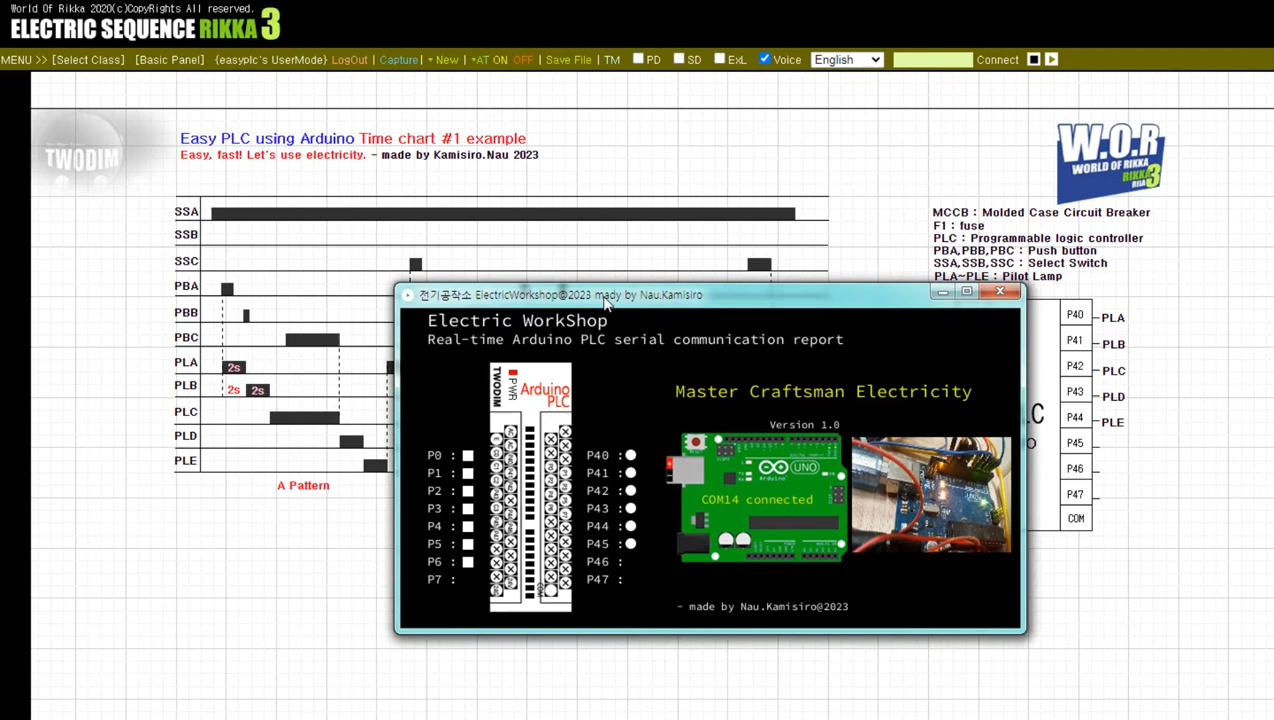 World Of Rikka 2020(c)CopyRights All reserved.
ELECTRIC SEQUENCE RIKKA 3
MENU >> [Select Class] [Basic Panel] {easyplc's UserMode} LogOut | Capture | + New | *AT ON OFF | Save File | TM PD SD ExL Voice English Connect
TWODIM
Easy PLC using Arduino Time chart #1 example
Easy, fast! Let's use electricity. - made by Kamisiro.Nau 2023
W.O.R
WORLD OF RIKKA
RIKKA 3
MCCB : Molded Case Circuit Breaker
F1 : fuse
PLC : Programmable logic controller
PBA,PBB,PBC : Push button
SSA,SSB,SSC : Select Switch
PLA~PLE : Pilot Lamp
SSA
SSB
SSC
PBA
PBB
PBC
PLA 2s
PLB 2s 2s
PLC
PLD
PLE
A Pattern
전기공작소 ElectricWorkshop@2023 mady by Nau.Kamisiro
Electric WorkShop
Real-time Arduino PLC serial communication report
TWODIM
PWR
Arduino
PLC
COM
P0 :
P1 :
P2 :
P3 :
P4 :
P5 :
P6 :
P7 :
P40 :
P41 :
P42 :
P43 :
P44 :
P45 :
P46 :
P47 :
Master Craftsman Electricity
Version 1.0
UNO
Arduino
COM14 connected
- made by Nau.Kamisiro@2023
P40 PLA
P41 PLB
P42 PLC
P43 PLD
P44 PLE
P45
P46
P47
COM